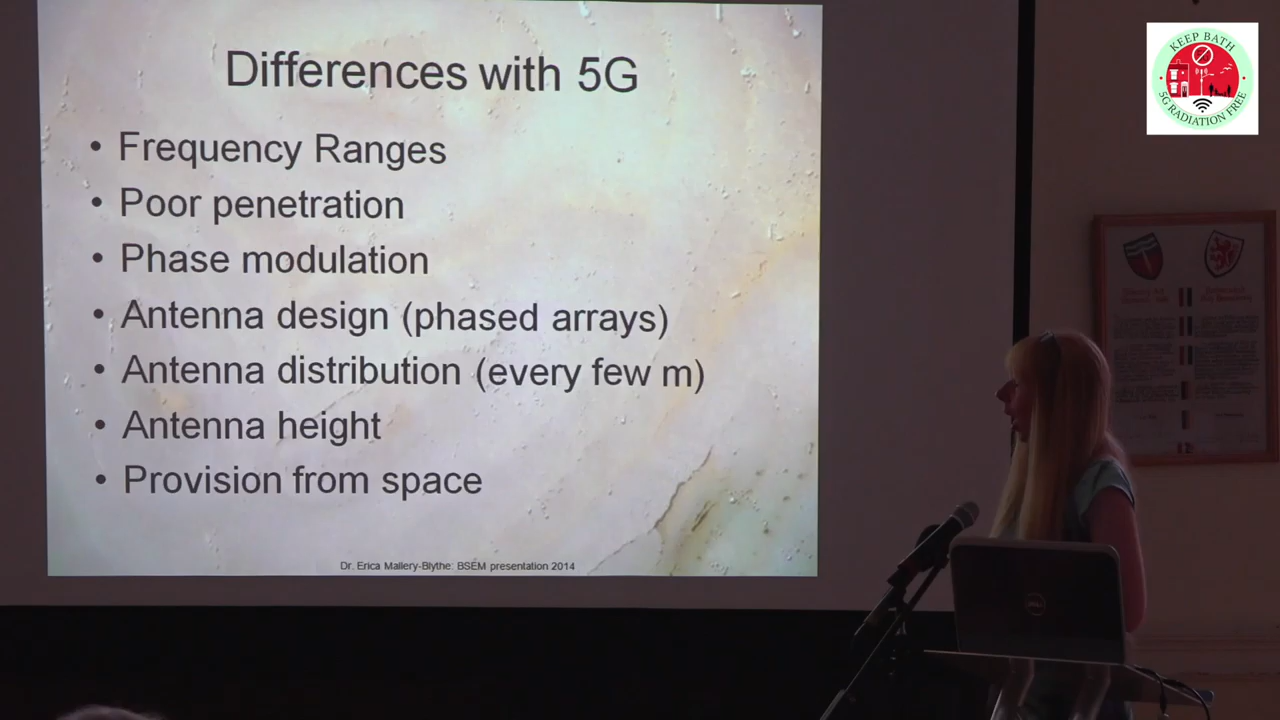 Differences with 5G
• Frequency Ranges
• Poor penetration
• Phase modulation
• Antenna design (phased arrays)
• Antenna distribution (every few m)
• Antenna height
• Provision from space
Dr. Erica Mallery-Blythe: BSEM presentation 2014
KEEP BATH
5G RADIATION FREE
DELL